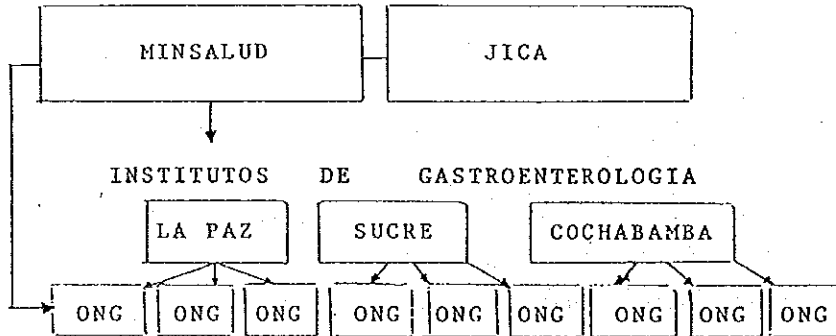 MINSALUD JICA
INSTITUTOS DE GASTROENTEROLOGIA
LA PAZ SUCRE COCHABAMBA
ONG ONG ONG ONG ONG ONG ONG ONG ONG